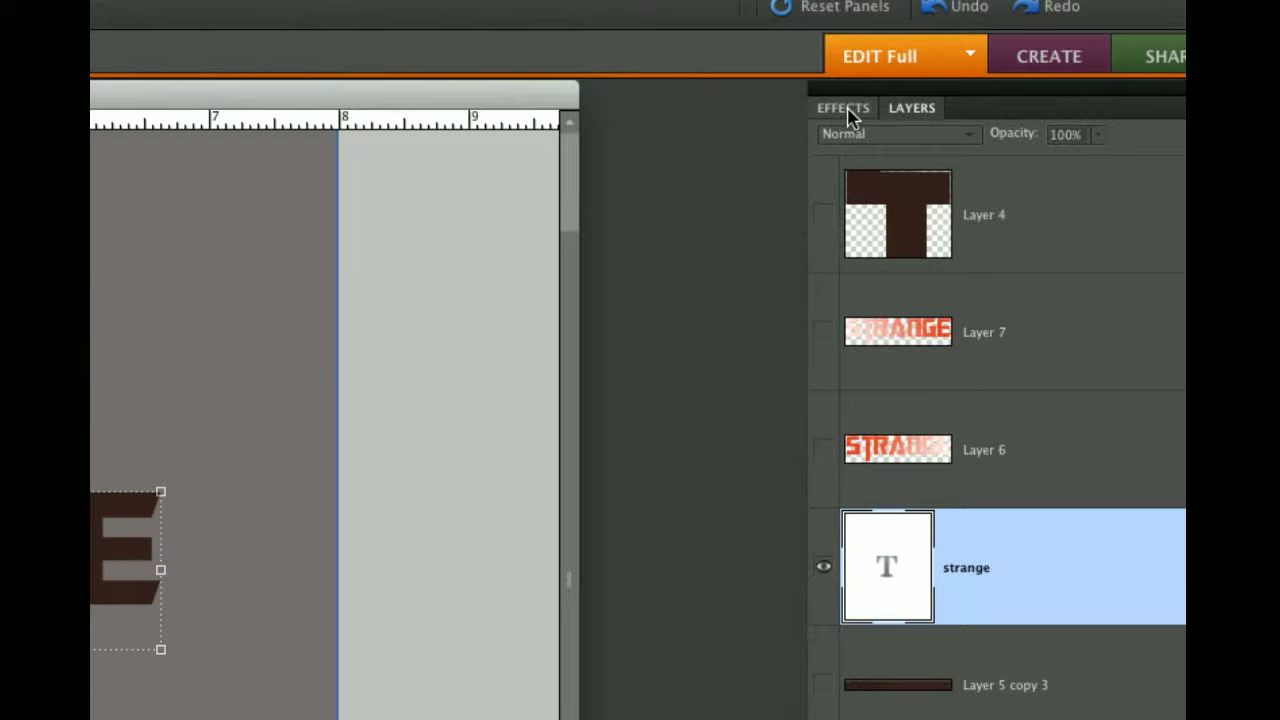 Reset Panels Undo Redo
EDIT Full CREATE SHAR
EFFECTS LAYERS
7 8 9
Normal Opacity: 100%
T Layer 4
STRANGE Layer 7
STRANGE Layer 6
E T strange
Layer 5 copy 3